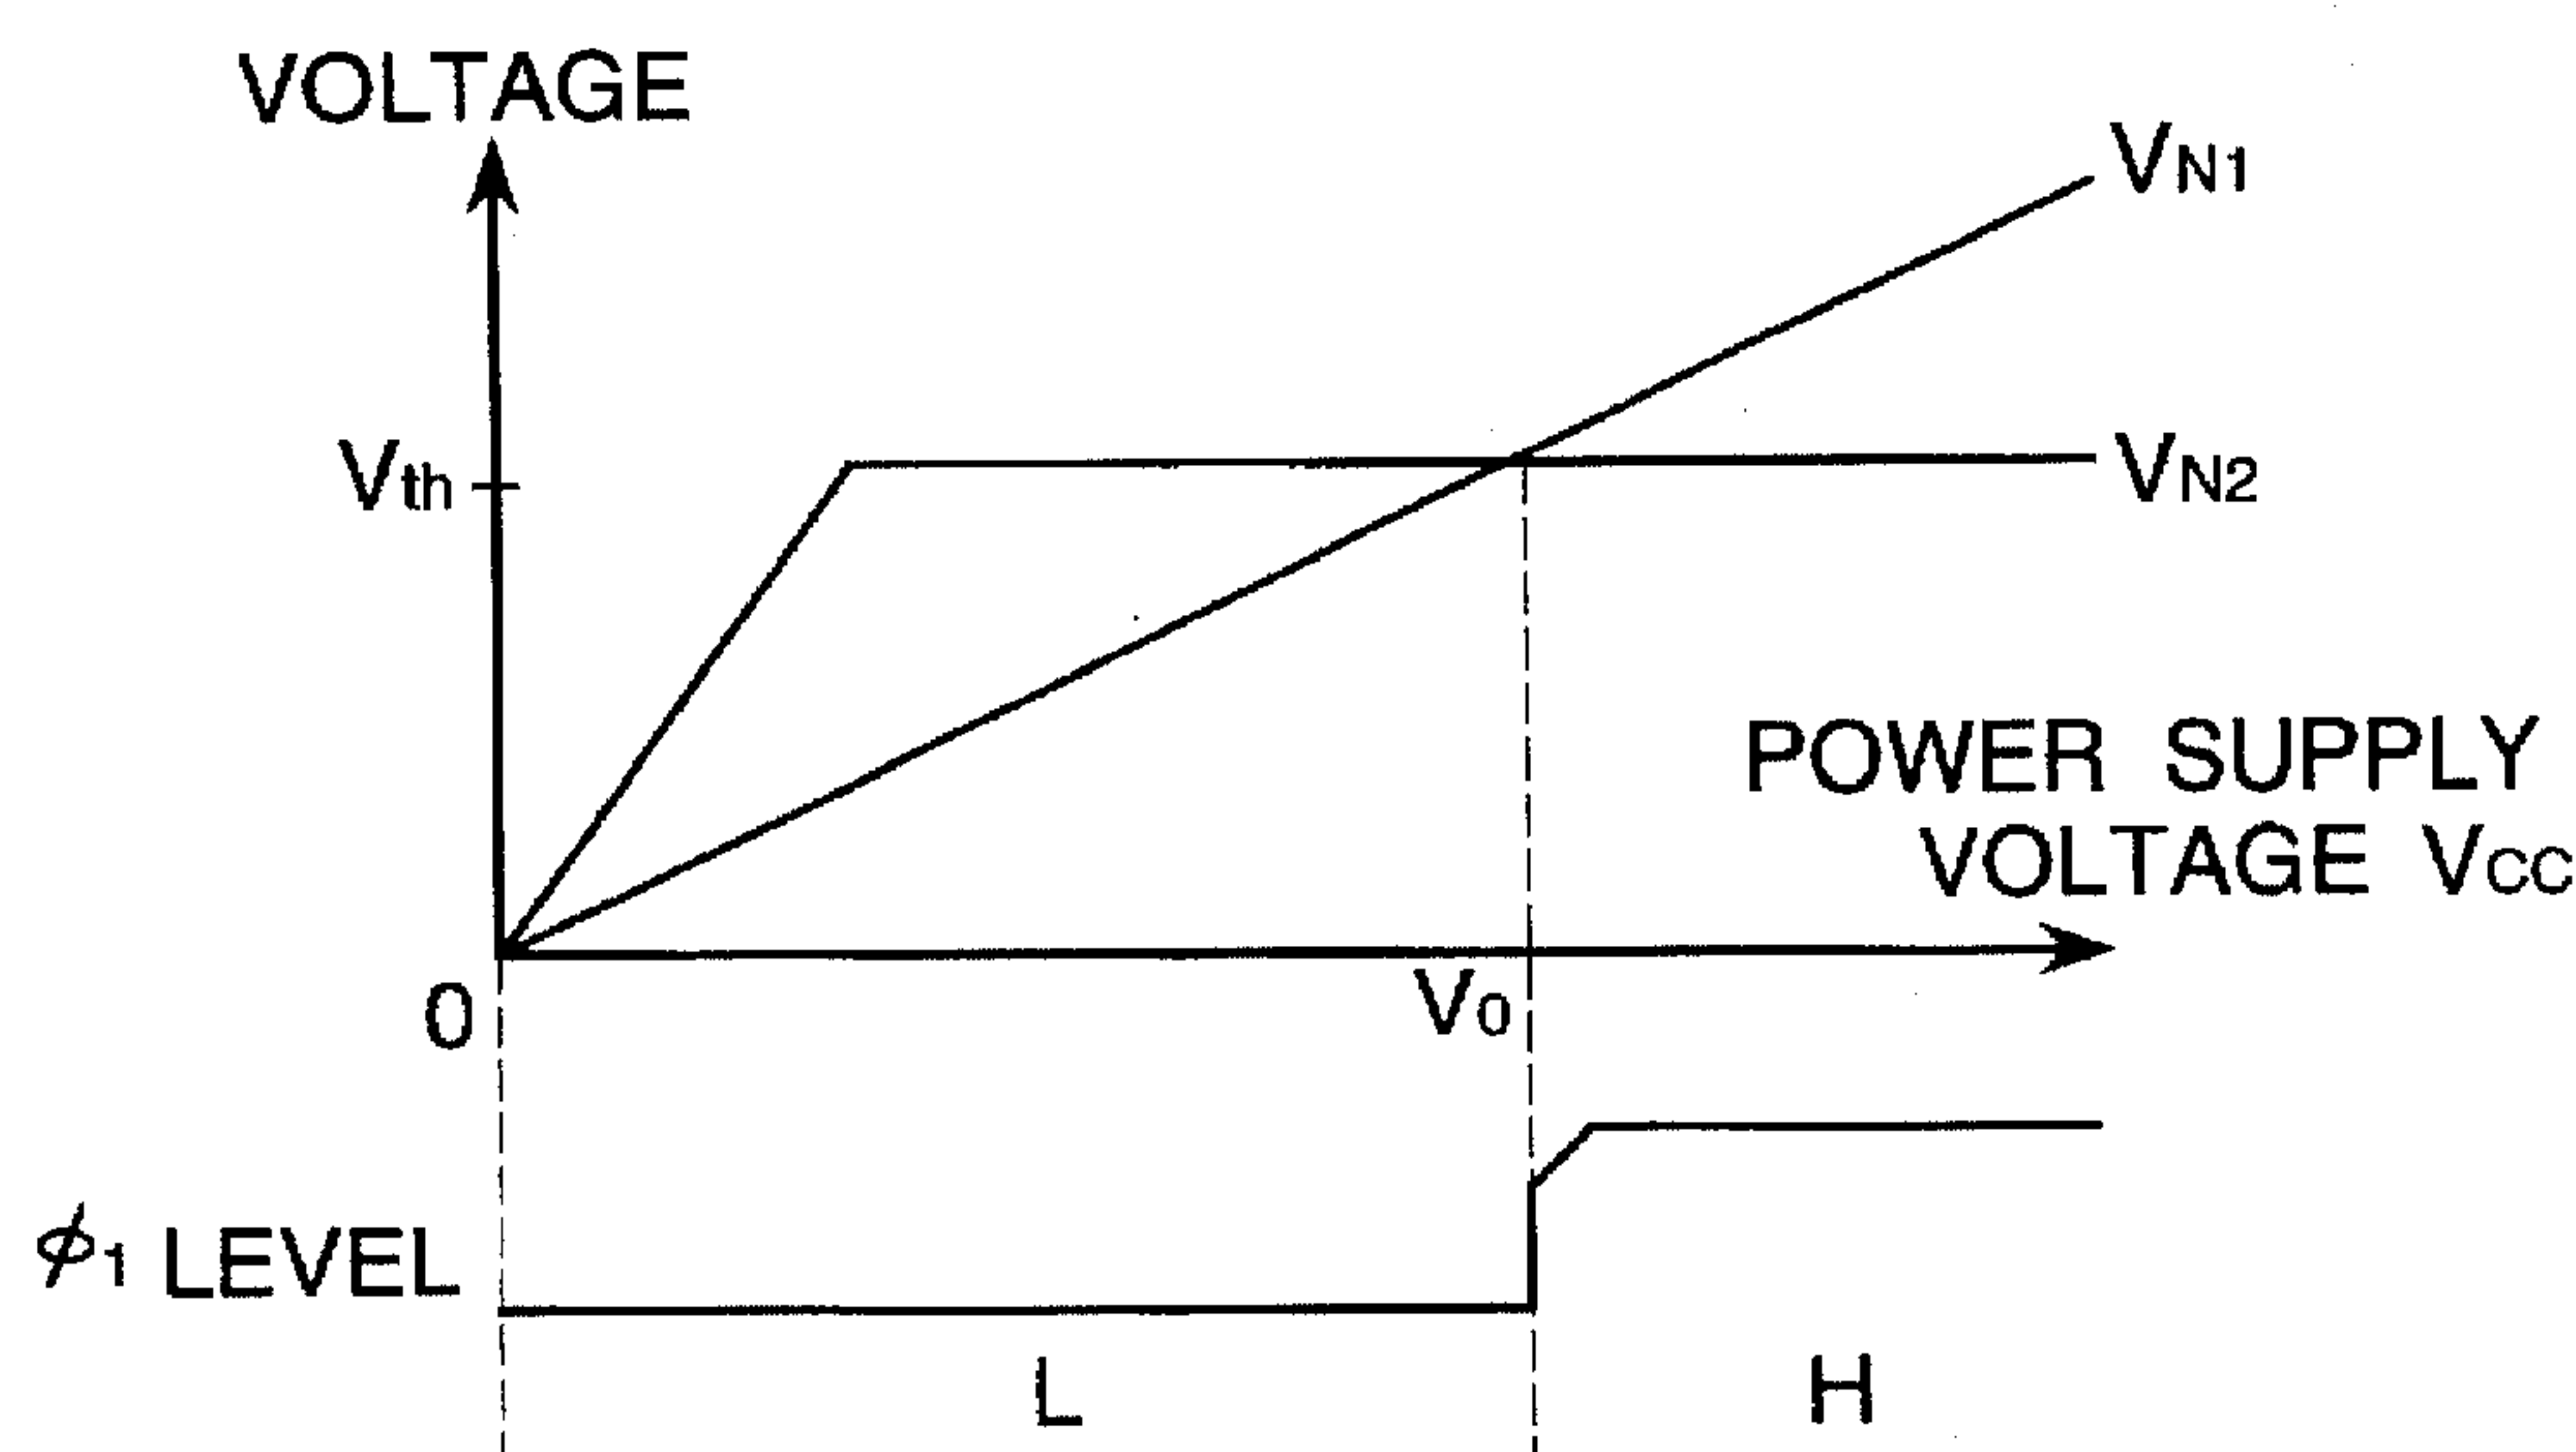 VOLTAGE
VN1
Vth
VN2
POWER SUPPLY
VOLTAGE VCC
0
V0
ϕ1 LEVEL
L
H